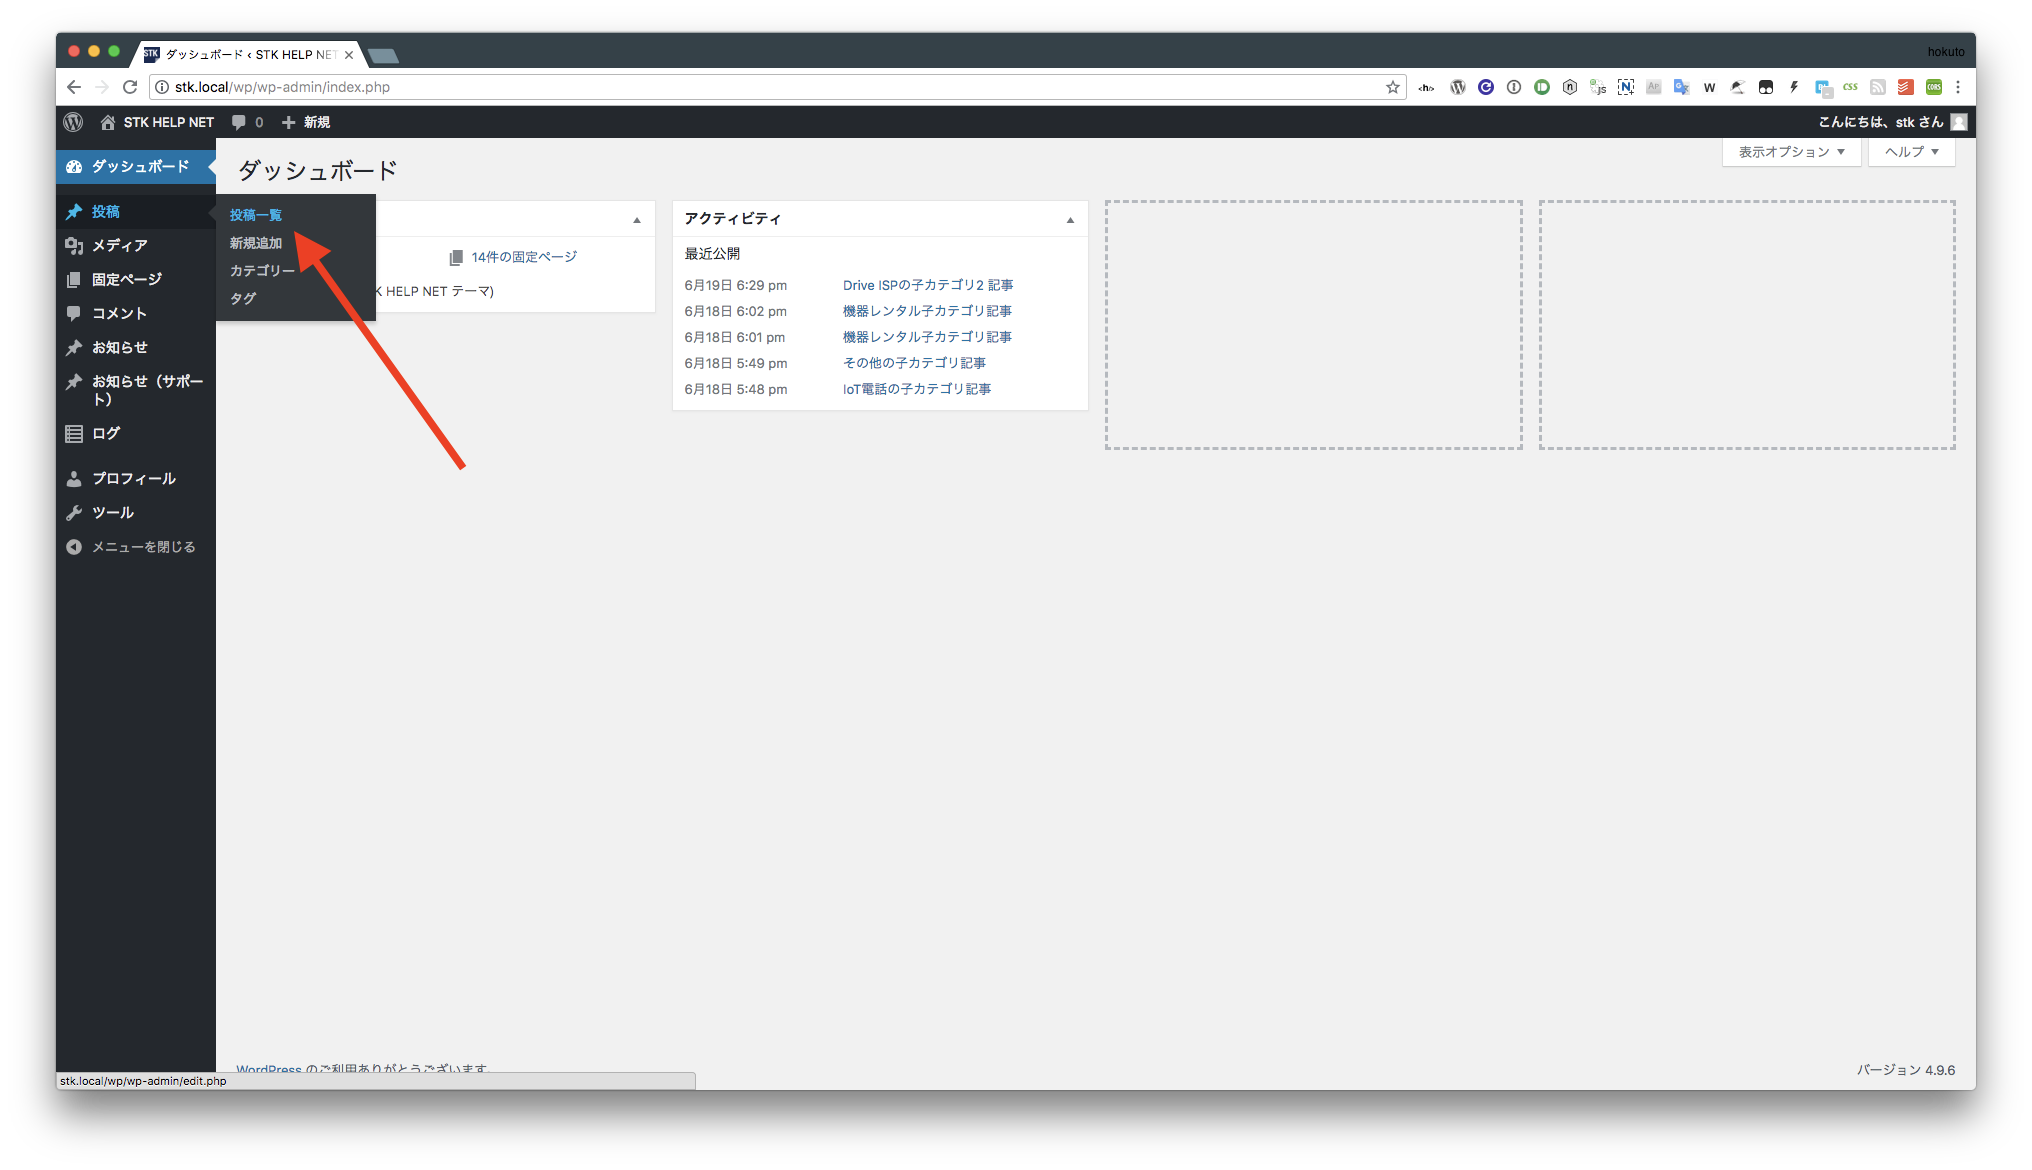 hokuto
STK ダッシュボード ‹ STK HELP NET
stk.local/wp/wp-admin/index.php
STK HELP NET 0 新規 こんにちは、stk さん
ダッシュボード
投稿
メディア
固定ページ
コメント
お知らせ
お知らせ（サポー
ト）
ログ
プロフィール
ツール
メニューを閉じる
投稿一覧
新規追加
カテゴリー
タグ
ダッシュボード
表示オプション ▼ ヘルプ ▼
14件の固定ページ
HELP NET テーマ)
アクティビティ
最近公開
6月19日 6:29 pm Drive ISPの子カテゴリ2 記事
6月18日 6:02 pm 機器レンタル子カテゴリ記事
6月18日 6:01 pm 機器レンタル子カテゴリ記事
6月18日 5:49 pm その他の子カテゴリ記事
6月18日 5:48 pm IoT電話の子カテゴリ記事
WordPress のご利用ありがとうございます。
バージョン 4.9.6
stk.local/wp/wp-admin/edit.php